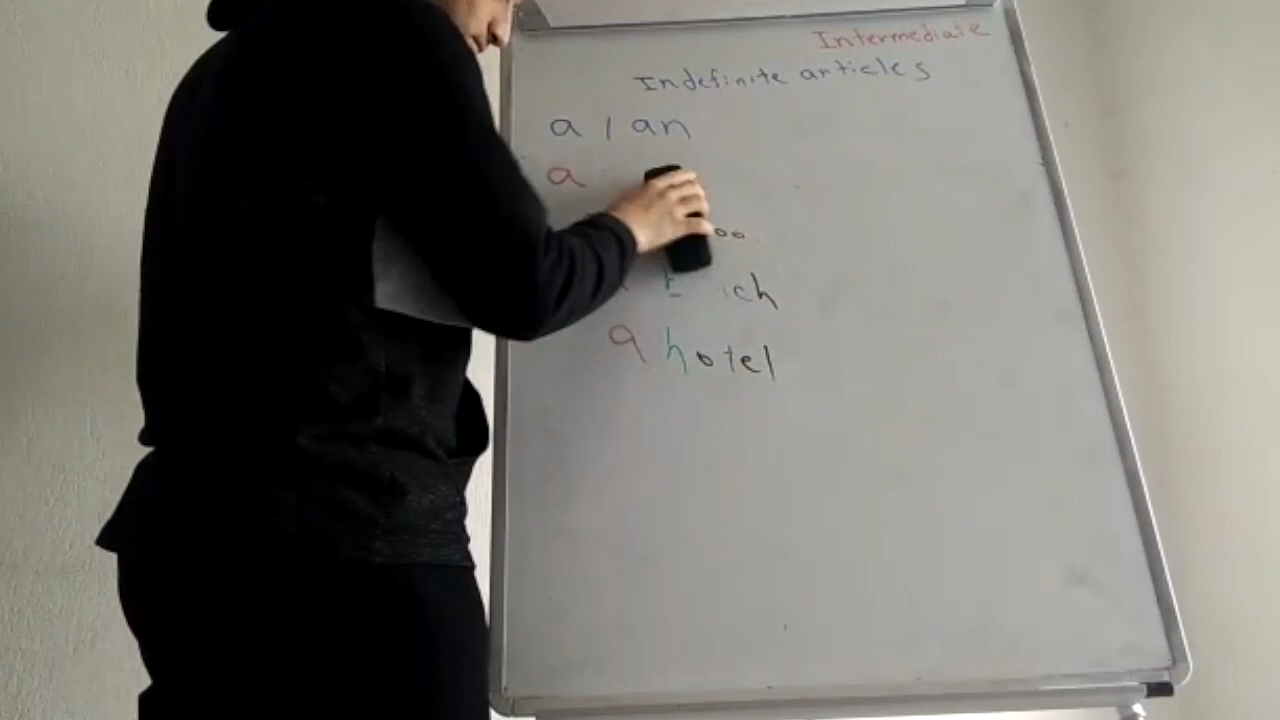 Intermediate
Indefinite articles
a / an
a
a hotel